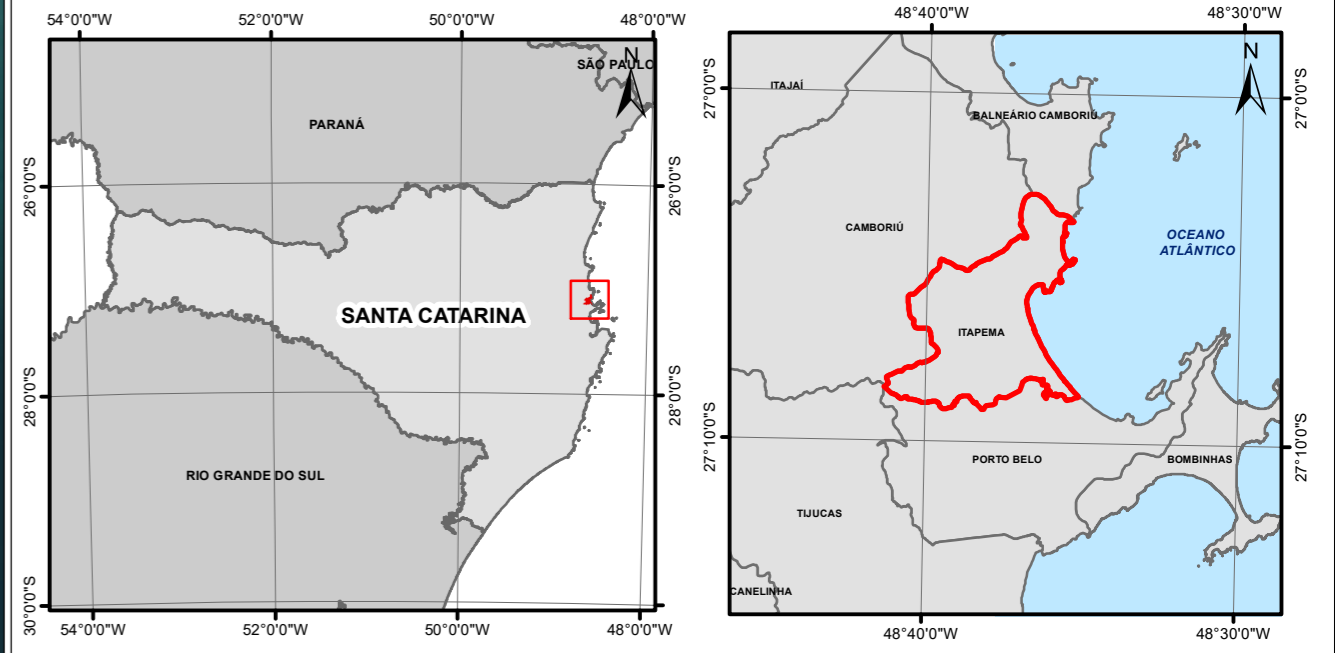 54°0'0"W
52°0'0"W
50°0'0"W
48°0'0"W
N
SÃO PAULO
PARANÁ
26°0'0"S
26°0'0"S
SANTA CATARINA
28°0'0"S
28°0'0"S
RIO GRANDE DO SUL
30°0'0"S
54°0'0"W
52°0'0"W
50°0'0"W
48°0'0"W
48°40'0"W
48°30'0"W
N
ITAJAÍ
27°0'0"S
27°0'0"S
BALNEÁRIO CAMBORIÚ
CAMBORIÚ
OCEANO
ATLÂNTICO
ITAPEMA
27°10'0"S
27°10'0"S
PORTO BELO
BOMBINHAS
TIJUCAS
CANELINHA
48°40'0"W
48°30'0"W